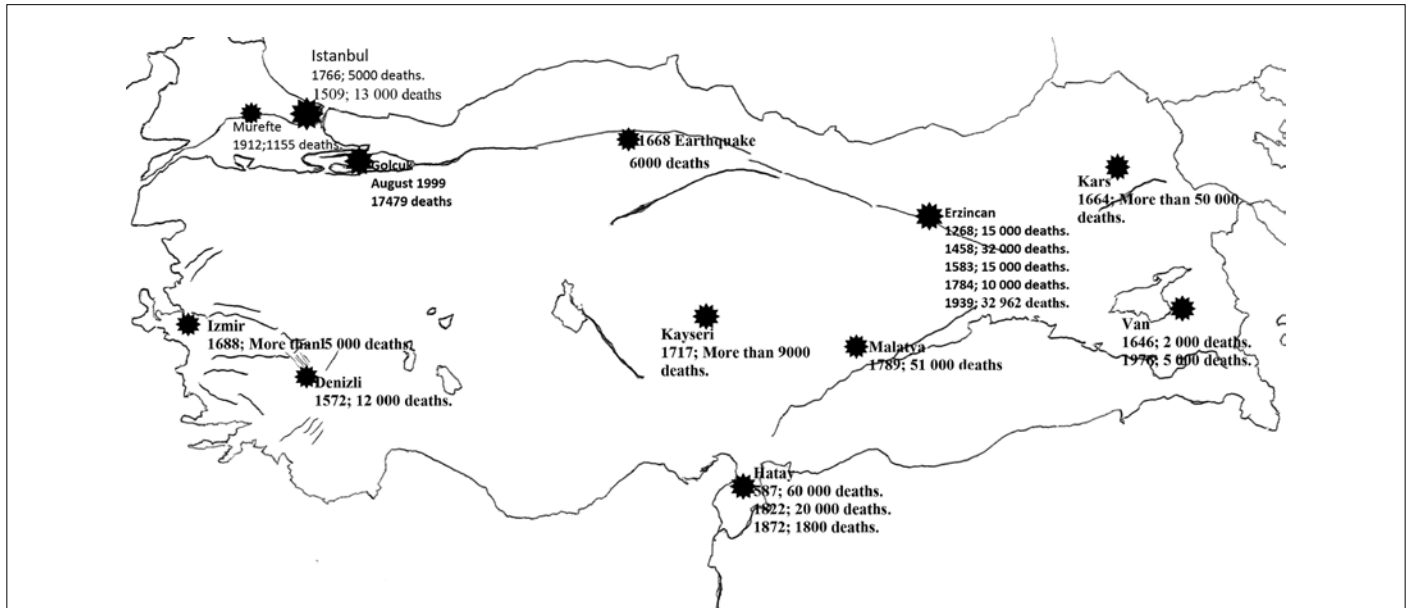 Istanbul
1766; 5000 deaths.
1509; 13 000 deaths
Murefte
1912;1155 deaths.
Golcuk
August 1999
17479 deaths
1668 Earthquake
6000 deaths
Kars
1664; More than 50 000
deaths.
Erzincan
1268; 15 000 deaths.
1458; 32 000 deaths.
1583; 15 000 deaths.
1784; 10 000 deaths.
1939; 32 962 deaths.
Izmir
1688; More than15 000 deaths
Denizli
1572; 12 000 deaths.
Kayseri
1717; More than 9000
deaths.
Malatya
1789; 51 000 deaths
Van
1646; 2 000 deaths.
1976; 5 000 deaths.
Hatay
587; 60 000 deaths.
1822; 20 000 deaths.
1872; 1800 deaths.